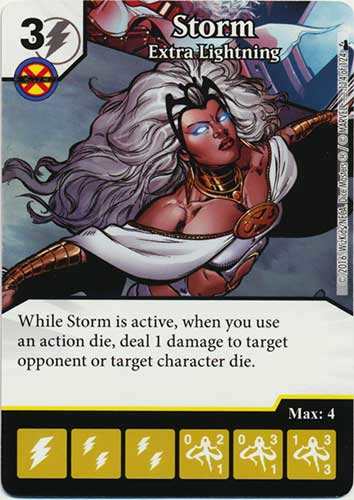 3
Storm
Extra Lightning
While Storm is active, when you use
an action die, deal 1 damage to target
opponent or target character die.
Max: 4
0 2 1
0 3 1
1 3 3